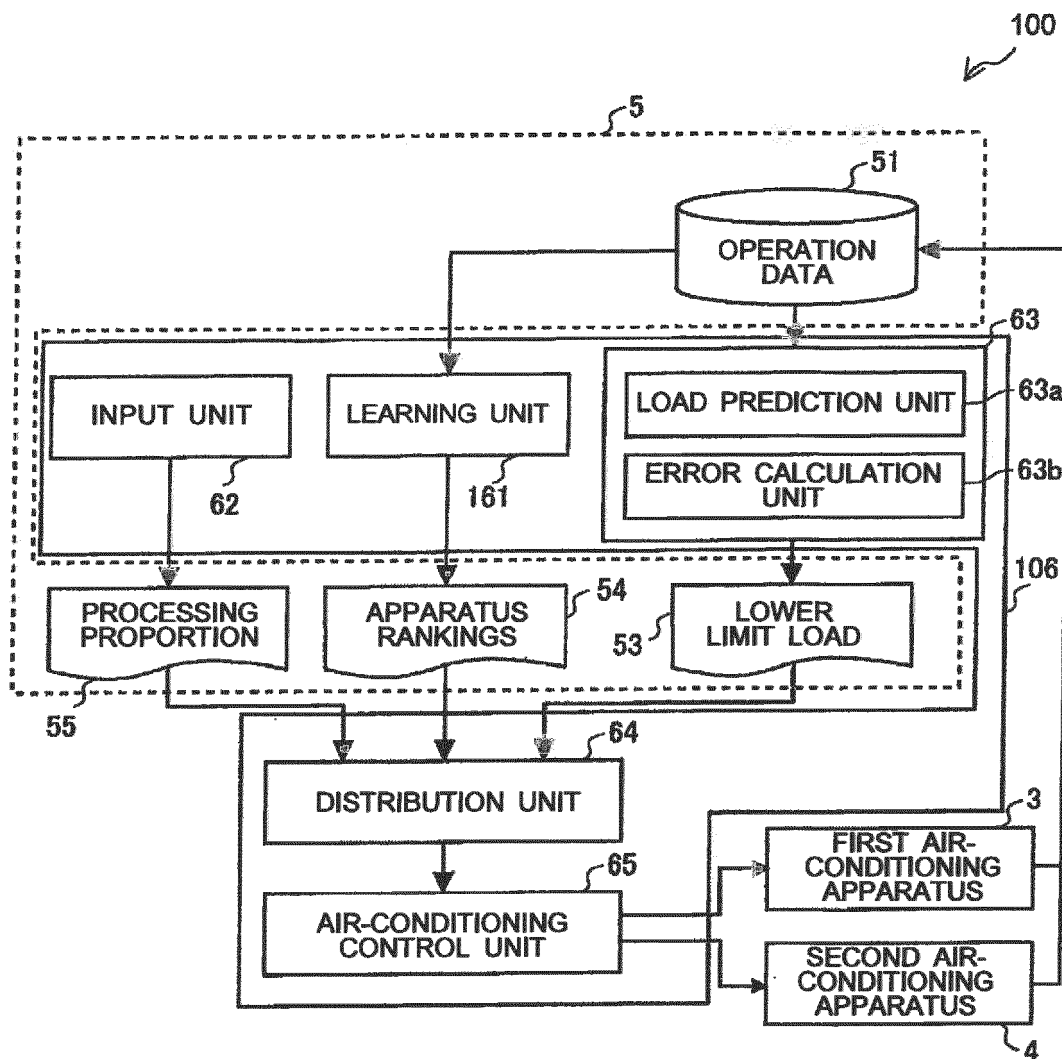 100
5
51
OPERATION
DATA
63
INPUT UNIT
LEARNING UNIT
LOAD PREDICTION UNIT
63a
62
161
ERROR CALCULATION
UNIT
63b
106
PROCESSING
PROPORTION
APPARATUS
RANKINGS
54
53
LOWER
LIMIT LOAD
55
64
DISTRIBUTION UNIT
3
FIRST AIR-
CONDITIONING
APPARATUS
65
AIR-CONDITIONING
CONTROL UNIT
SECOND AIR-
CONDITIONING
APPARATUS
4